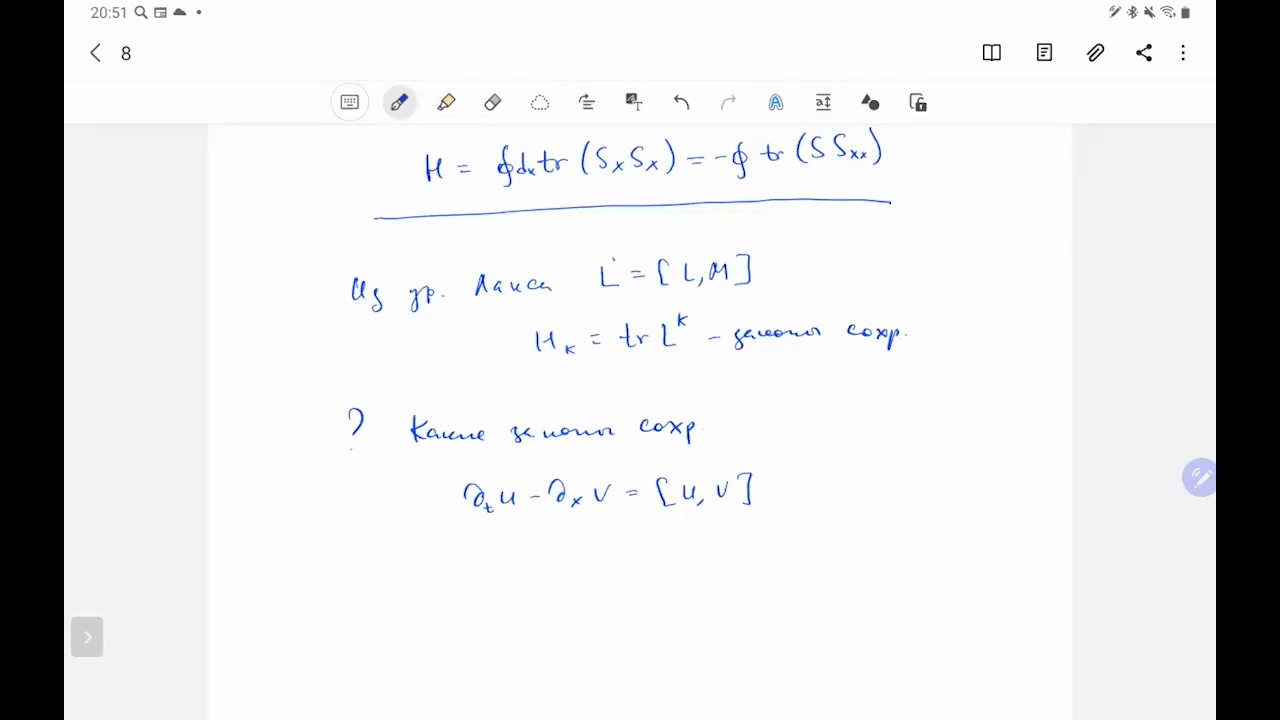 20:51
8
H = ∮dx tr (SₓSₓ) = -∮ tr (S Sₓₓ)
Из ур. Лакса L̇ = [L, M]
Hₖ = tr Lᵏ - законы сохр.
? Какие законы сохр.
∂ₜU - ∂ₓV = [U, V]